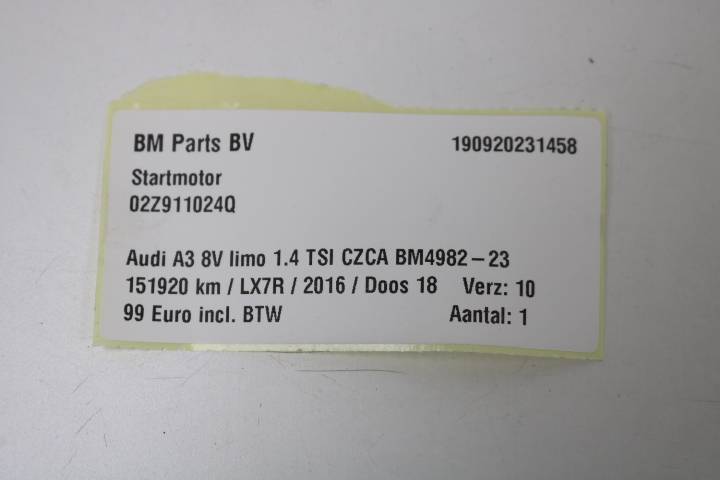 BM Parts BV 190920231458
Startmotor
02Z911024Q
Audi A3 8V limo 1.4 TSI CZCA BM4982-23
151920 km / LX7R / 2016 / Doos 18 Verz: 10
99 Euro incl. BTW Aantal: 1